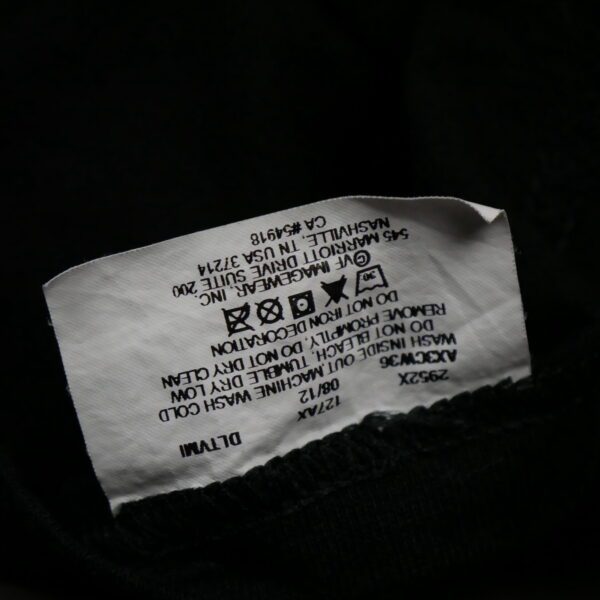 DLTVMI
127AX
2952X
08/12
AX3CW36
WASH INSIDE OUT MACHINE WASH COLD
DO NOT BLEACH, TUMBLE DRY LOW
REMOVE PROMPTLY, DO NOT DRY CLEAN
DO NOT IRON DECORATION
30
©VF IMAGEWEAR, INC.
545 MARRIOTT DRIVE SUITE 200
NASHVILLE, TN USA 37214
CA #54918